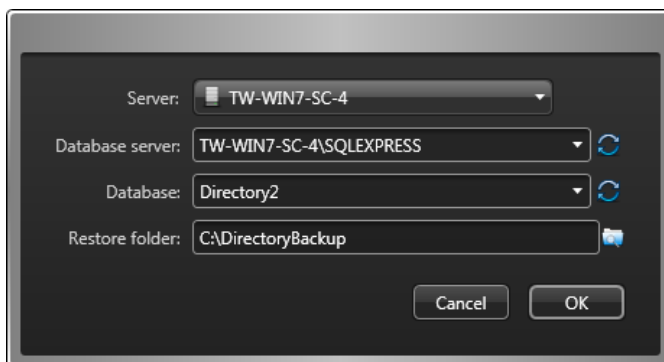 Server: TW-WIN7-SC-4
Database server: TW-WIN7-SC-4\SQLEXPRESS
Database: Directory2
Restore folder: C:\DirectoryBackup
Cancel OK